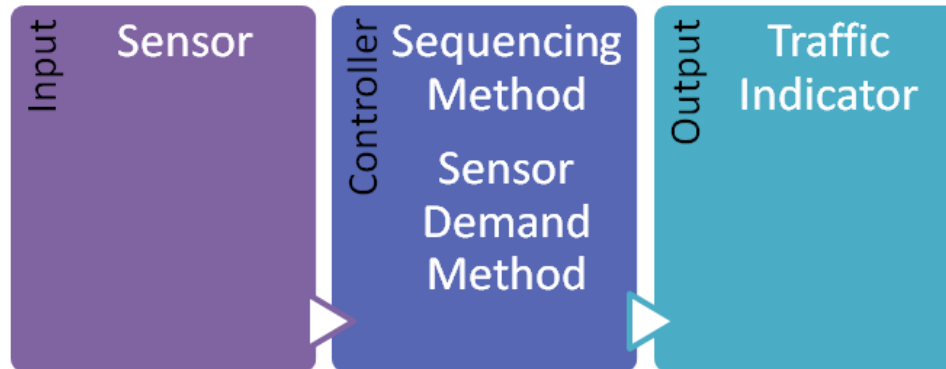 Input
Sensor
Controller
Sequencing
Method
Sensor
Demand
Method
Output
Traffic
Indicator